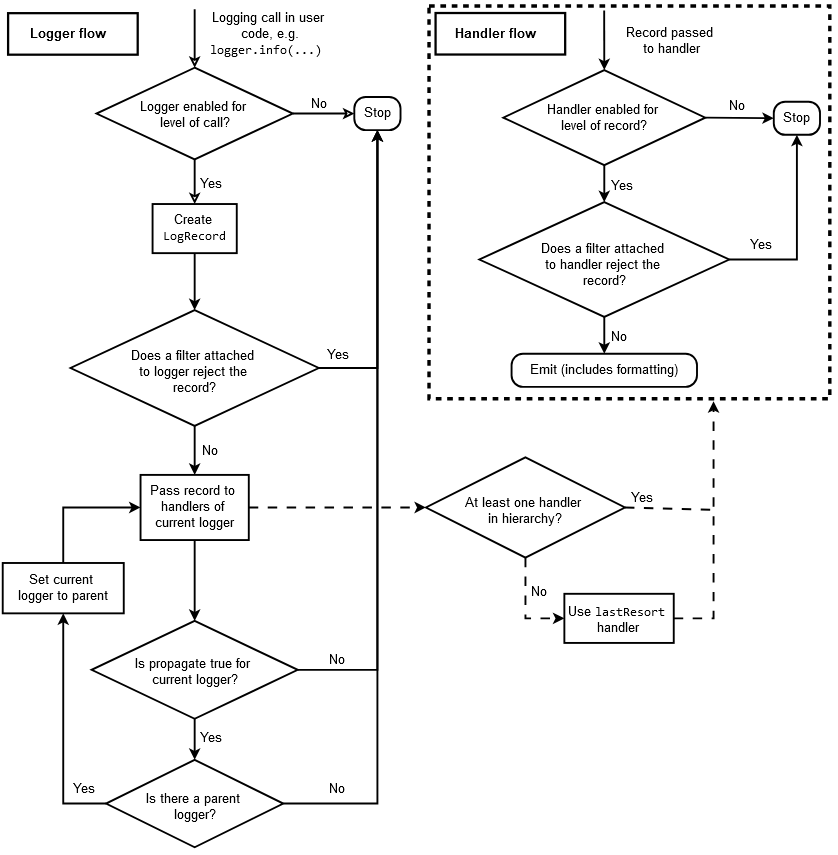 Logger flow
Logging call in user
code, e.g.
logger.info(...)
Logger enabled for
level of call?
No
Stop
Yes
Create
LogRecord
Does a filter attached
to logger reject the
record?
Yes
No
Pass record to
handlers of
current logger
Set current
logger to parent
Is propagate true for
current logger?
No
Yes
Is there a parent
logger?
Yes
No
Handler flow
Record passed
to handler
Handler enabled for
level of record?
No
Stop
Yes
Does a filter attached
to handler reject the
record?
Yes
No
Emit (includes formatting)
At least one handler
in hierarchy?
Yes
No
Use lastResort
handler